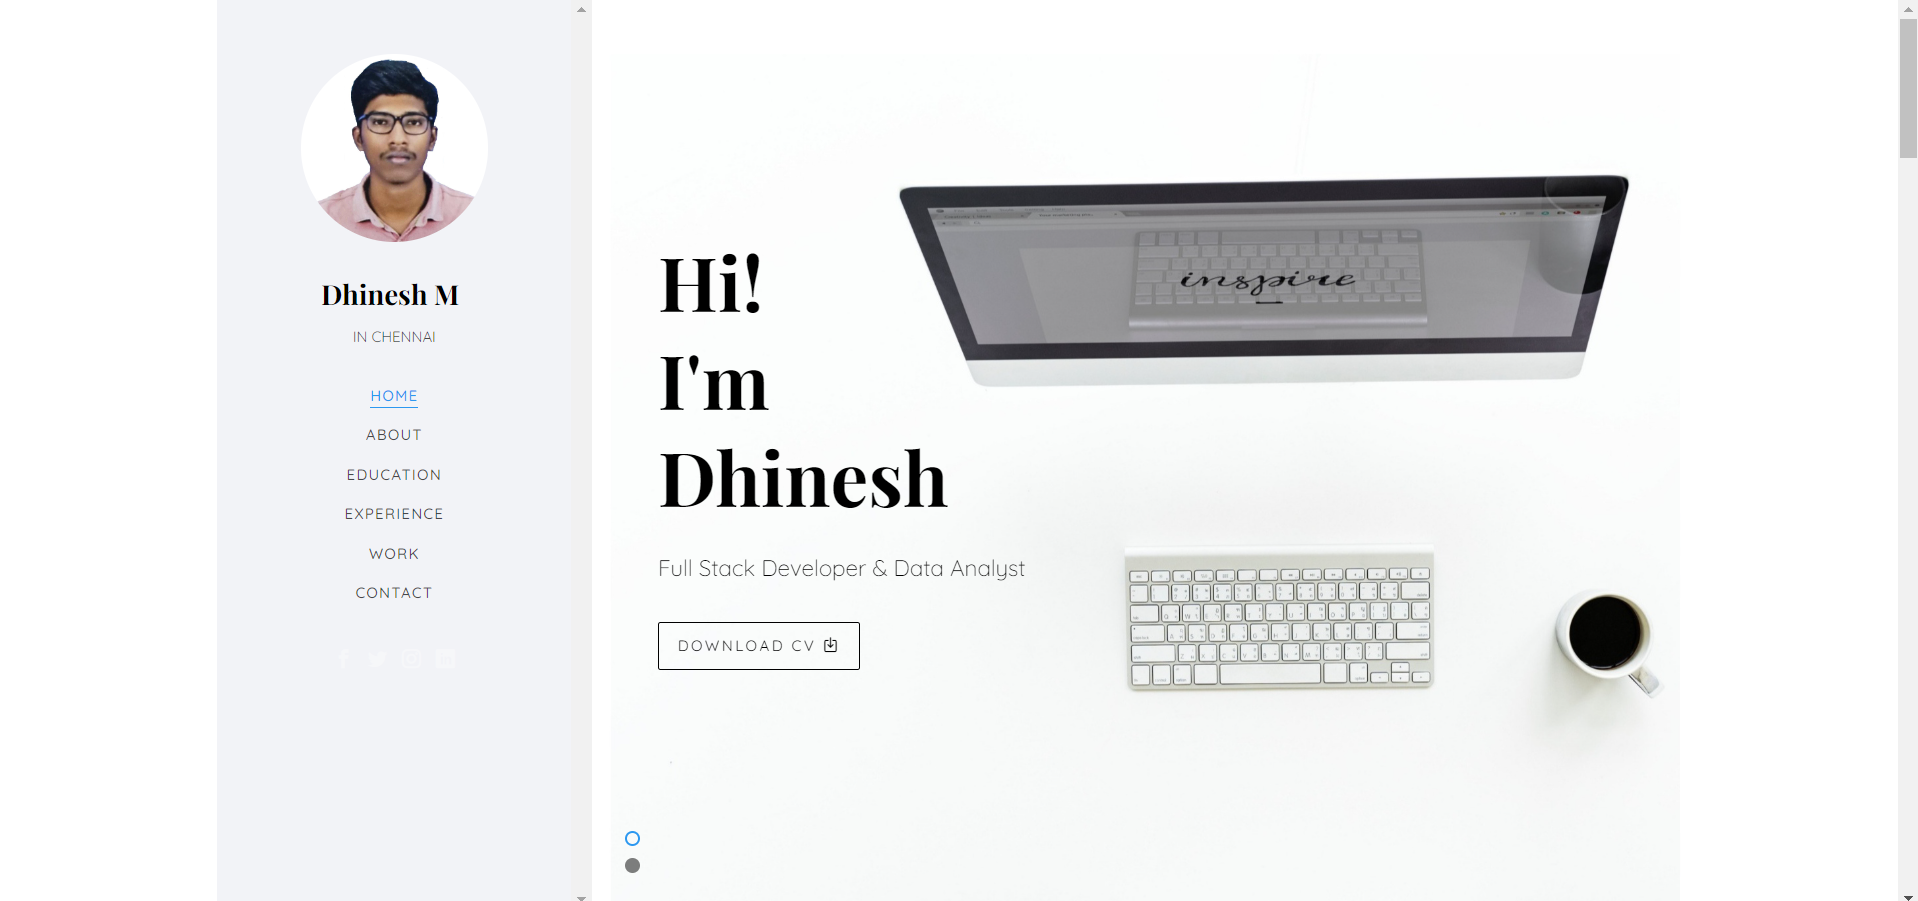 Dhinesh M
IN CHENNAI
HOME
ABOUT
EDUCATION
EXPERIENCE
WORK
CONTACT
Hi!
I'm
Dhinesh
Full Stack Developer & Data Analyst
DOWNLOAD CV
inspire